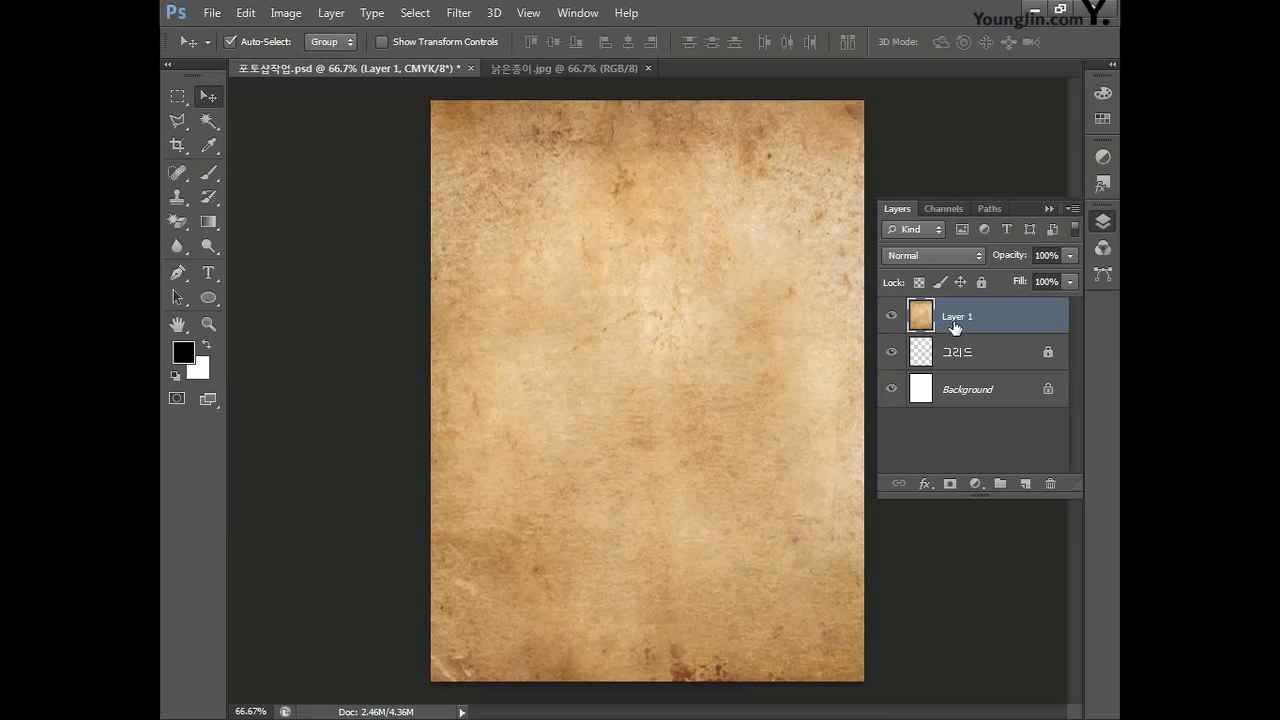 Ps File Edit Image Layer Type Select Filter 3D View Window Help
YoungJin.com Y.
Auto-Select: Group Show Transform Controls 3D Mode:
포토샵작업.psd @ 66.7% (Layer 1, CMYK/8*) * × 낡은종이.jpg @ 66.7% (RGB/8) ×
Layers Channels Paths
Kind
Normal Opacity: 100%
Lock: Fill: 100%
Layer 1
그리드
Background
66.67% Doc: 2.46M/4.36M